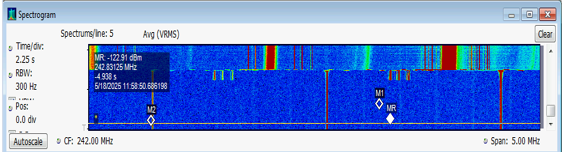 Spectrogram
Spectrums/line: 5 Avg (VRMS) Clear
Time/div:
2.25 s
RBW:
300 Hz
Pos:
0.0 div
Autoscale
MR: -122.91 dBm
242.83125 MHz
-4.938 s
5/18/2025 11:58:50.686198
M2
M1
MR
CF: 242.00 MHz Span: 5.00 MHz